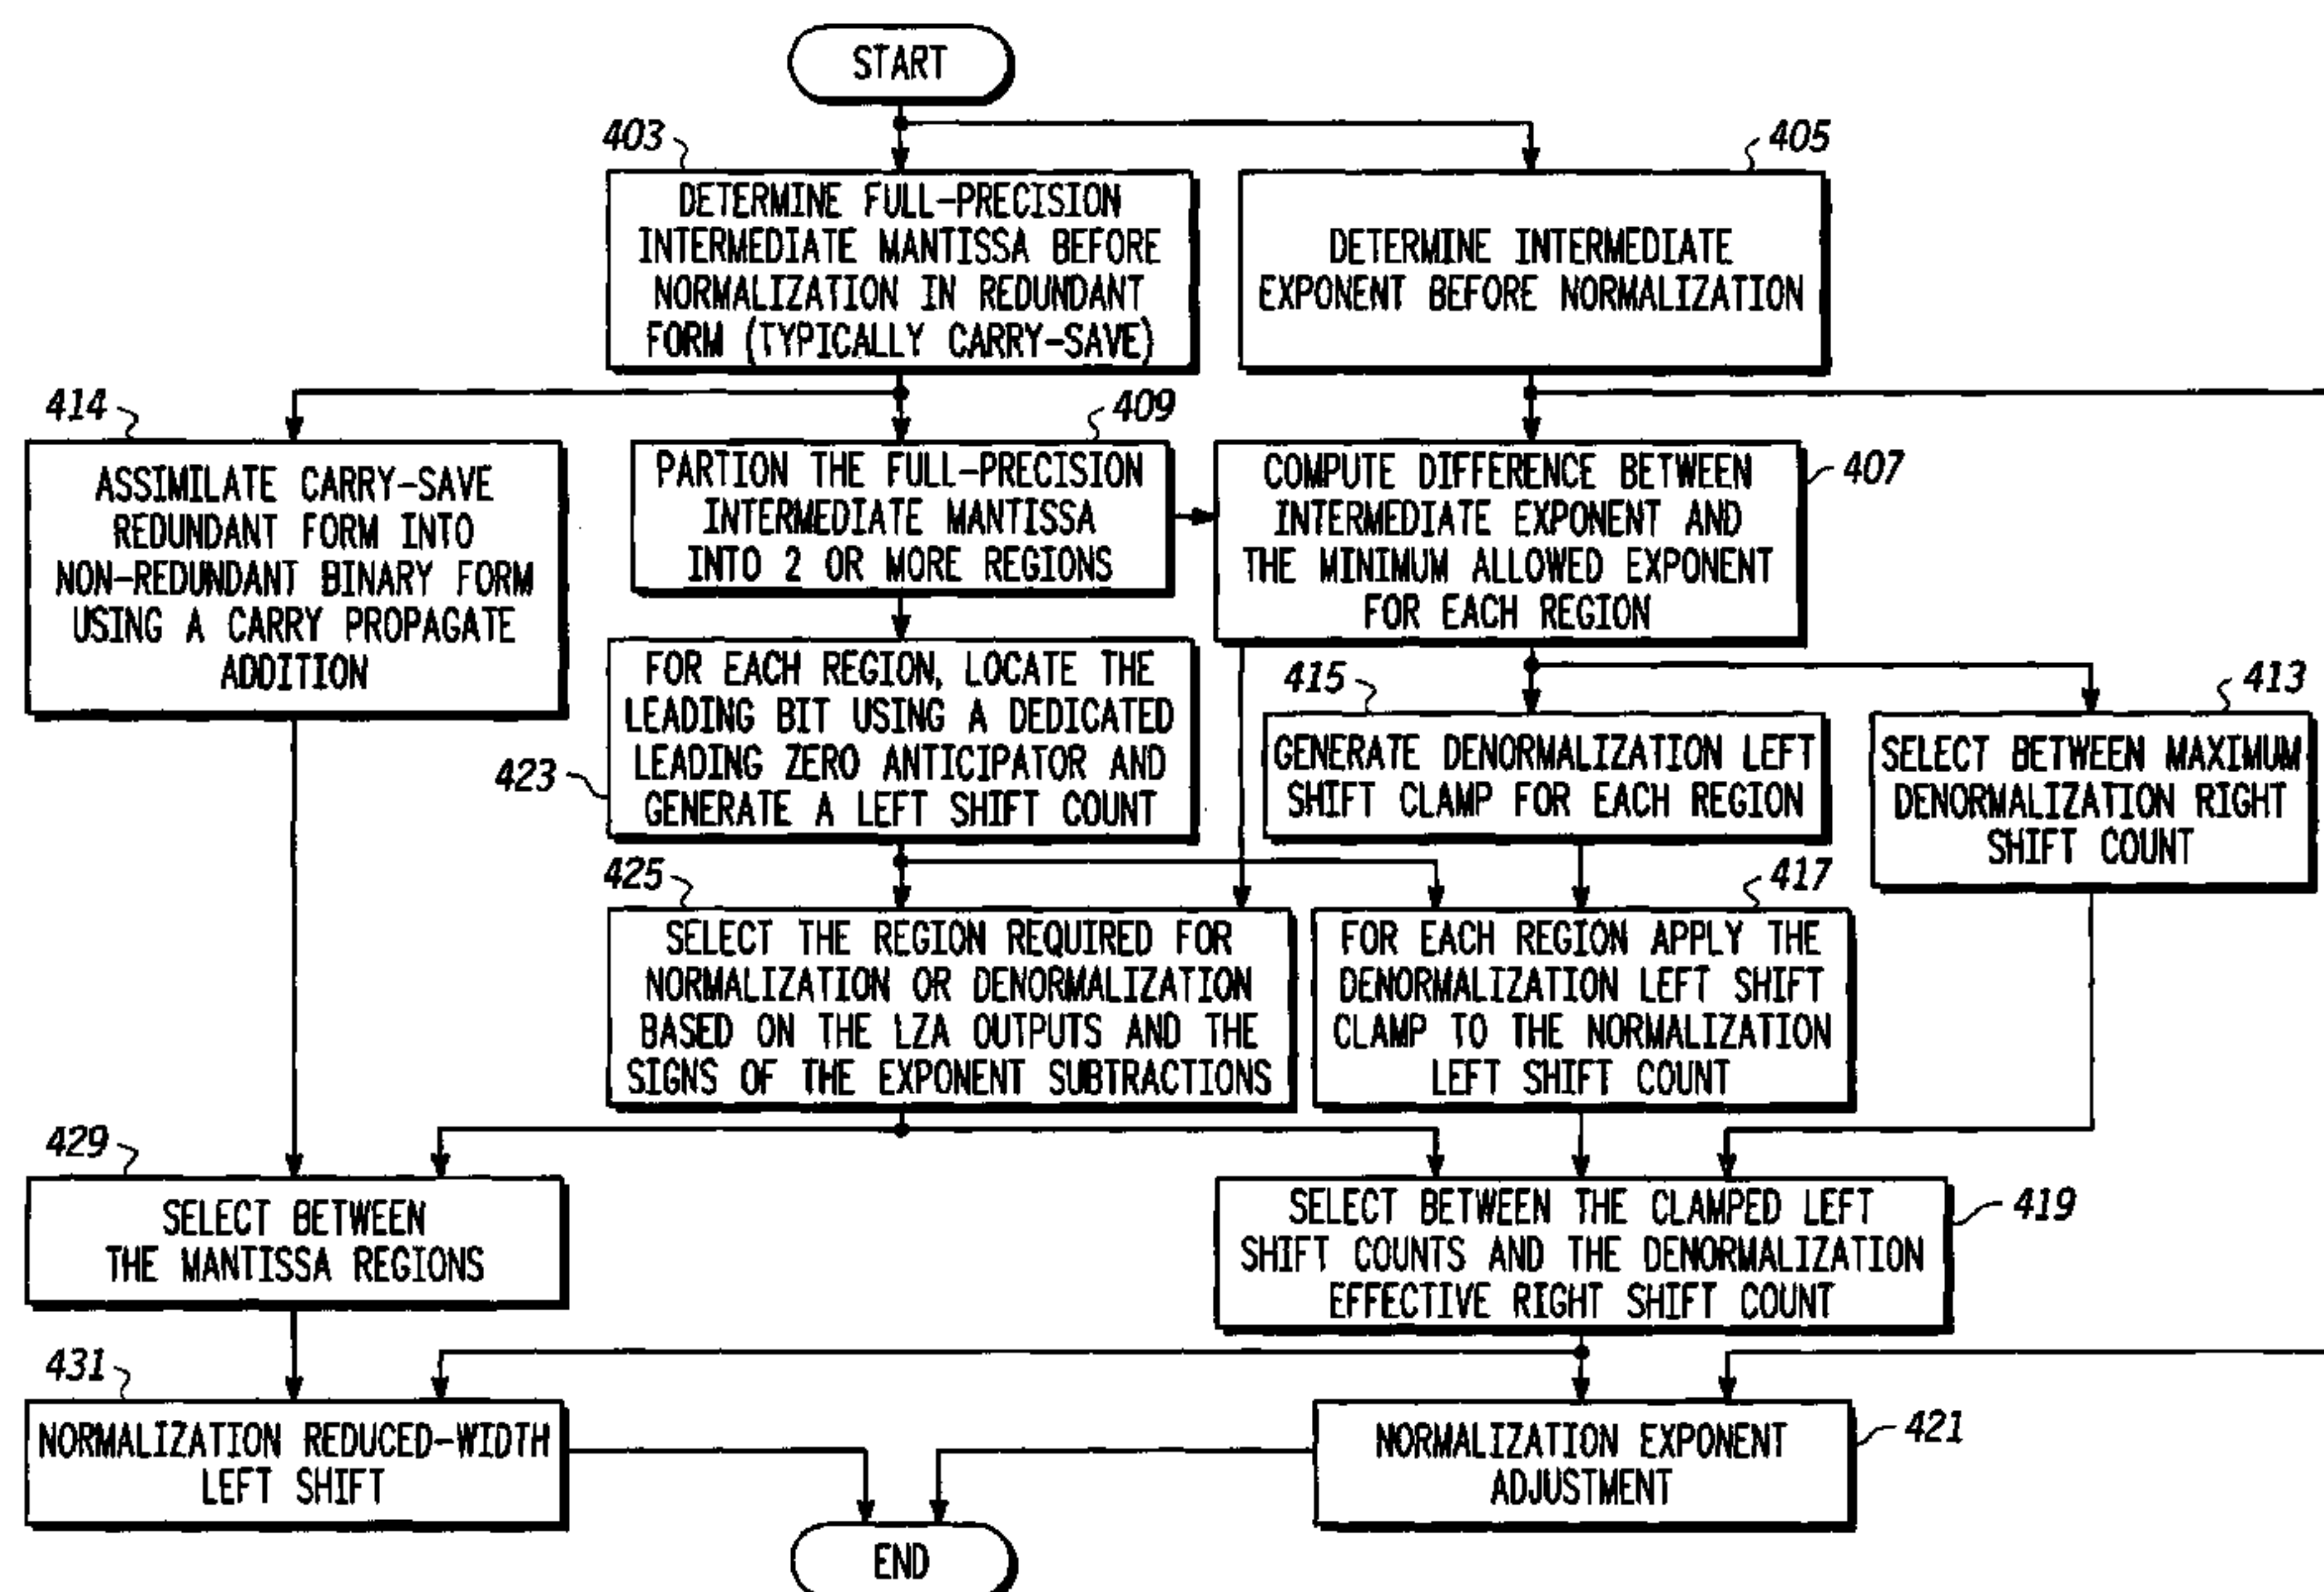 START
403
405
DETERMINE FULL-PRECISION
INTERMEDIATE MANTISSA BEFORE
NORMALIZATION IN REDUNDANT
FORM (TYPICALLY CARRY-SAVE)
DETERMINE INTERMEDIATE
EXPONENT BEFORE NORMALIZATION
414
409
407
ASSIMILATE CARRY-SAVE
REDUNDANT FORM INTO
NON-REDUNDANT BINARY FORM
USING A CARRY PROPAGATE
ADDITION
PARTION THE FULL-PRECISION
INTERMEDIATE MANTISSA
INTO 2 OR MORE REGIONS
COMPUTE DIFFERENCE BETWEEN
INTERMEDIATE EXPONENT AND
THE MINIMUM ALLOWED EXPONENT
FOR EACH REGION
423
FOR EACH REGION, LOCATE THE
LEADING BIT USING A DEDICATED
LEADING ZERO ANTICIPATOR AND
GENERATE A LEFT SHIFT COUNT
415
GENERATE DENORMALIZATION LEFT
SHIFT CLAMP FOR EACH REGION
413
SELECT BETWEEN MAXIMUM
DENORMALIZATION RIGHT
SHIFT COUNT
425
SELECT THE REGION REQUIRED FOR
NORMALIZATION OR DENORMALIZATION
BASED ON THE LZA OUTPUTS AND THE
SIGNS OF THE EXPONENT SUBTRACTIONS
417
FOR EACH REGION APPLY THE
DENORMALIZATION LEFT SHIFT
CLAMP TO THE NORMALIZATION
LEFT SHIFT COUNT
429
SELECT BETWEEN
THE MANTISSA REGIONS
419
SELECT BETWEEN THE CLAMPED LEFT
SHIFT COUNTS AND THE DENORMALIZATION
EFFECTIVE RIGHT SHIFT COUNT
431
NORMALIZATION REDUCED-WIDTH
LEFT SHIFT
421
NORMALIZATION EXPONENT
ADJUSTMENT
END